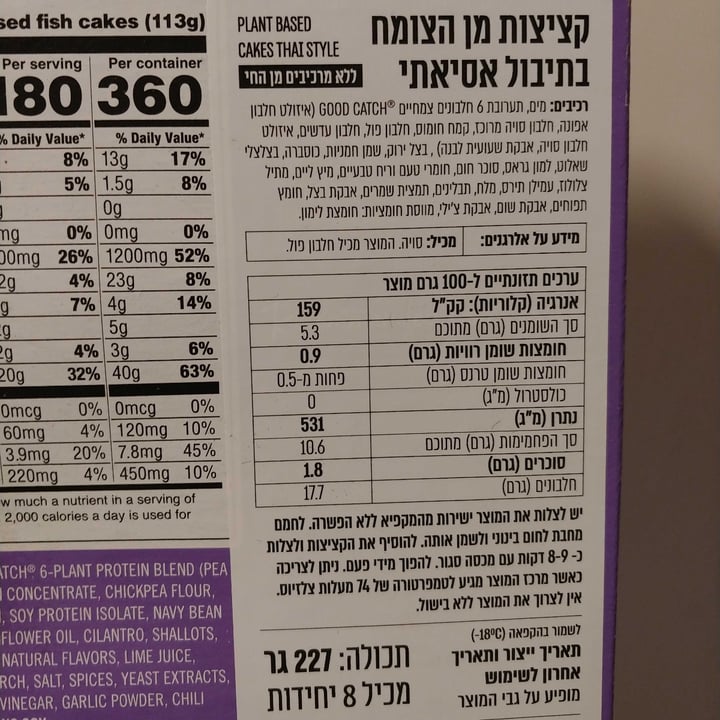 sed fish cakes (113g)
Per serving Per container
180 360
% Daily Value* % Daily Value*
8% 13g 17%
5% 1.5g 8%
0g
mg 0% 0mg 0%
00mg 26% 1200mg 52%
2g 4% 23g 8%
g 7% 4g 14%
g 5g
2g 4% 3g 6%
20g 32% 40g 63%
0mcg 0% 0mcg 0%
60mg 4% 120mg 10%
3.9mg 20% 7.8mg 45%
220mg 4% 450mg 10%
w much a nutrient in a serving of
2,000 calories a day is used for
ATCH® 6-PLANT PROTEIN BLEND (PEA
CONCENTRATE, CHICKPEA FLOUR,
, SOY PROTEIN ISOLATE, NAVY BEAN
FLOWER OIL, CILANTRO, SHALLOTS,
NATURAL FLAVORS, LIME JUICE,
RCH, SALT, SPICES, YEAST EXTRACTS,
VINEGAR, GARLIC POWDER, CHILI
PLANT BASED
CAKES THAI STYLE
ללא מרכיבים מן החי
קציצות מן הצומח
בתיבול אסיאתי
רכיבים: מים, תערובת 6 חלבונים צמחיים GOOD CATCH® (איזולט חלבון
אפונה, חלבון סויה מרוכז, קמח חומוס, חלבון פול, חלבון עדשים, איזולט
חלבון סויה, אבקת שעועית לבנה), בצל ירוק, שמן חמניות, כוסברה, בצלצלי
שאלוט, למון גראס, סוכר חום, חומרי טעם וריח טבעיים, מיץ ליים, מתיל
צלולוז, עמילן תירס, מלח, תבלינים, תמצית שמרים, אבקת בצל, חומץ
תפוחים, אבקת שום, אבקת צ'ילי, מווסת חומציות: חומצת לימון.
מידע על אלרגנים: מכיל: סויה. המוצר מכיל חלבון פול.
ערכים תזונתיים ל-100 גרם מוצר
אנרגיה (קלוריות): קק"ל 159
סך השומנים (גרם) מתוכם 5.3
חומצות שומן רוויות (גרם) 0.9
חומצות שומן טרנס (גרם) פחות מ-0.5
כולסטרול (מ"ג) 0
נתרן (מ"ג) 531
סך הפחמימות (גרם) מתוכם 10.6
סוכרים (גרם) 1.8
חלבונים (גרם) 17.7
יש לצלות את המוצר ישירות מהמקפיא ללא הפשרה. לחמם
מחבת לחום בינוני ולשמן אותה. להוסיף את הקציצות ולצלות
כ- 8-9 דקות עם מכסה סגור. להפוך מידי פעם. ניתן לצריכה
כאשר מרכז המוצר מגיע לטמפרטורה של 74 מעלות צלזיוס.
אין לצרוך את המוצר ללא בישול.
לשמור בהקפאה (-18ºC)
תאריך ייצור ותאריך
אחרון לשימוש
מופיע על גבי המוצר
תכולה: 227 גר
מכיל 8 יחידות